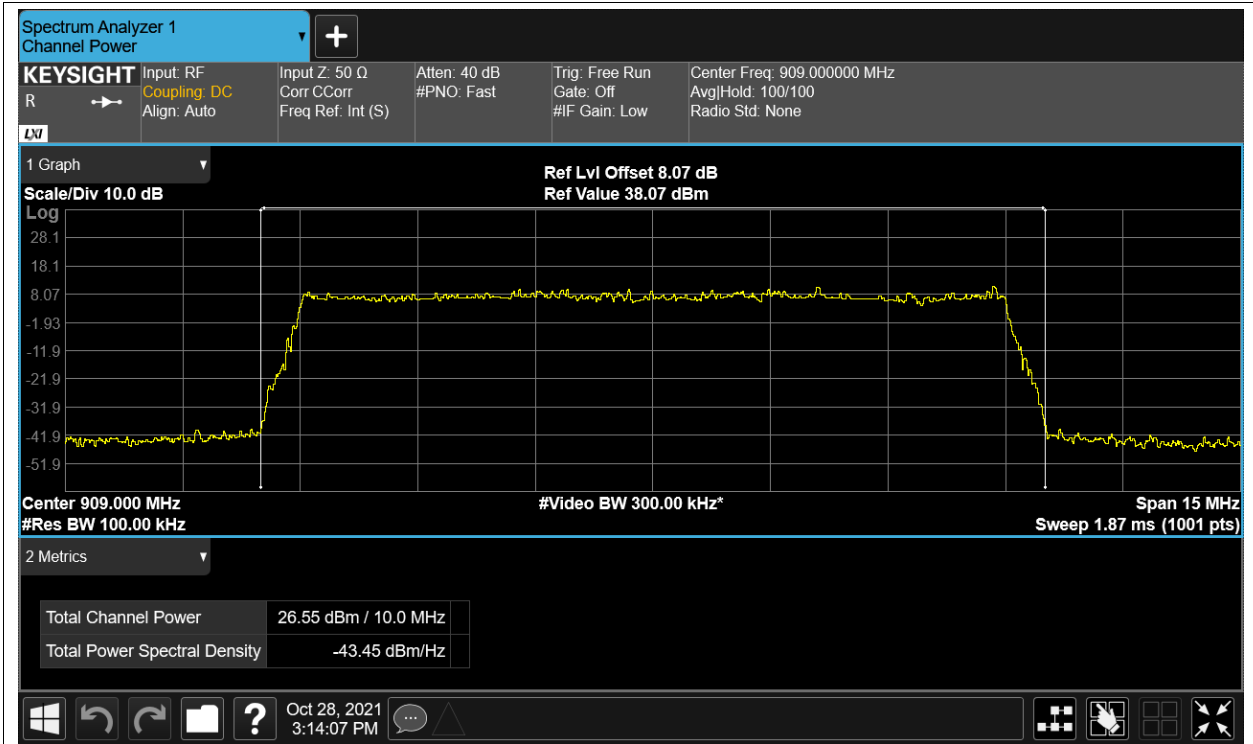 Spectrum Analyzer 1
Channel Power
▼
+
KEYSIGHT
R
LXI
Input: RF
Coupling: DC
Align: Auto
Input Z: 50 Ω
Corr CCorr
Freq Ref: Int (S)
Atten: 40 dB
#PNO: Fast
Trig: Free Run
Gate: Off
#IF Gain: Low
Center Freq: 909.000000 MHz
Avg|Hold: 100/100
Radio Std: None
1 Graph ▼
Scale/Div 10.0 dB
Ref Lvl Offset 8.07 dB
Ref Value 38.07 dBm
Log
28.1
18.1
8.07
-1.93
-11.9
-21.9
-31.9
-41.9
-51.9
Center 909.000 MHz
#Res BW 100.00 kHz
#Video BW 300.00 kHz*
Span 15 MHz
Sweep 1.87 ms (1001 pts)
2 Metrics ▼
Total Channel Power 26.55 dBm / 10.0 MHz
Total Power Spectral Density -43.45 dBm/Hz
?
Oct 28, 2021
3:14:07 PM